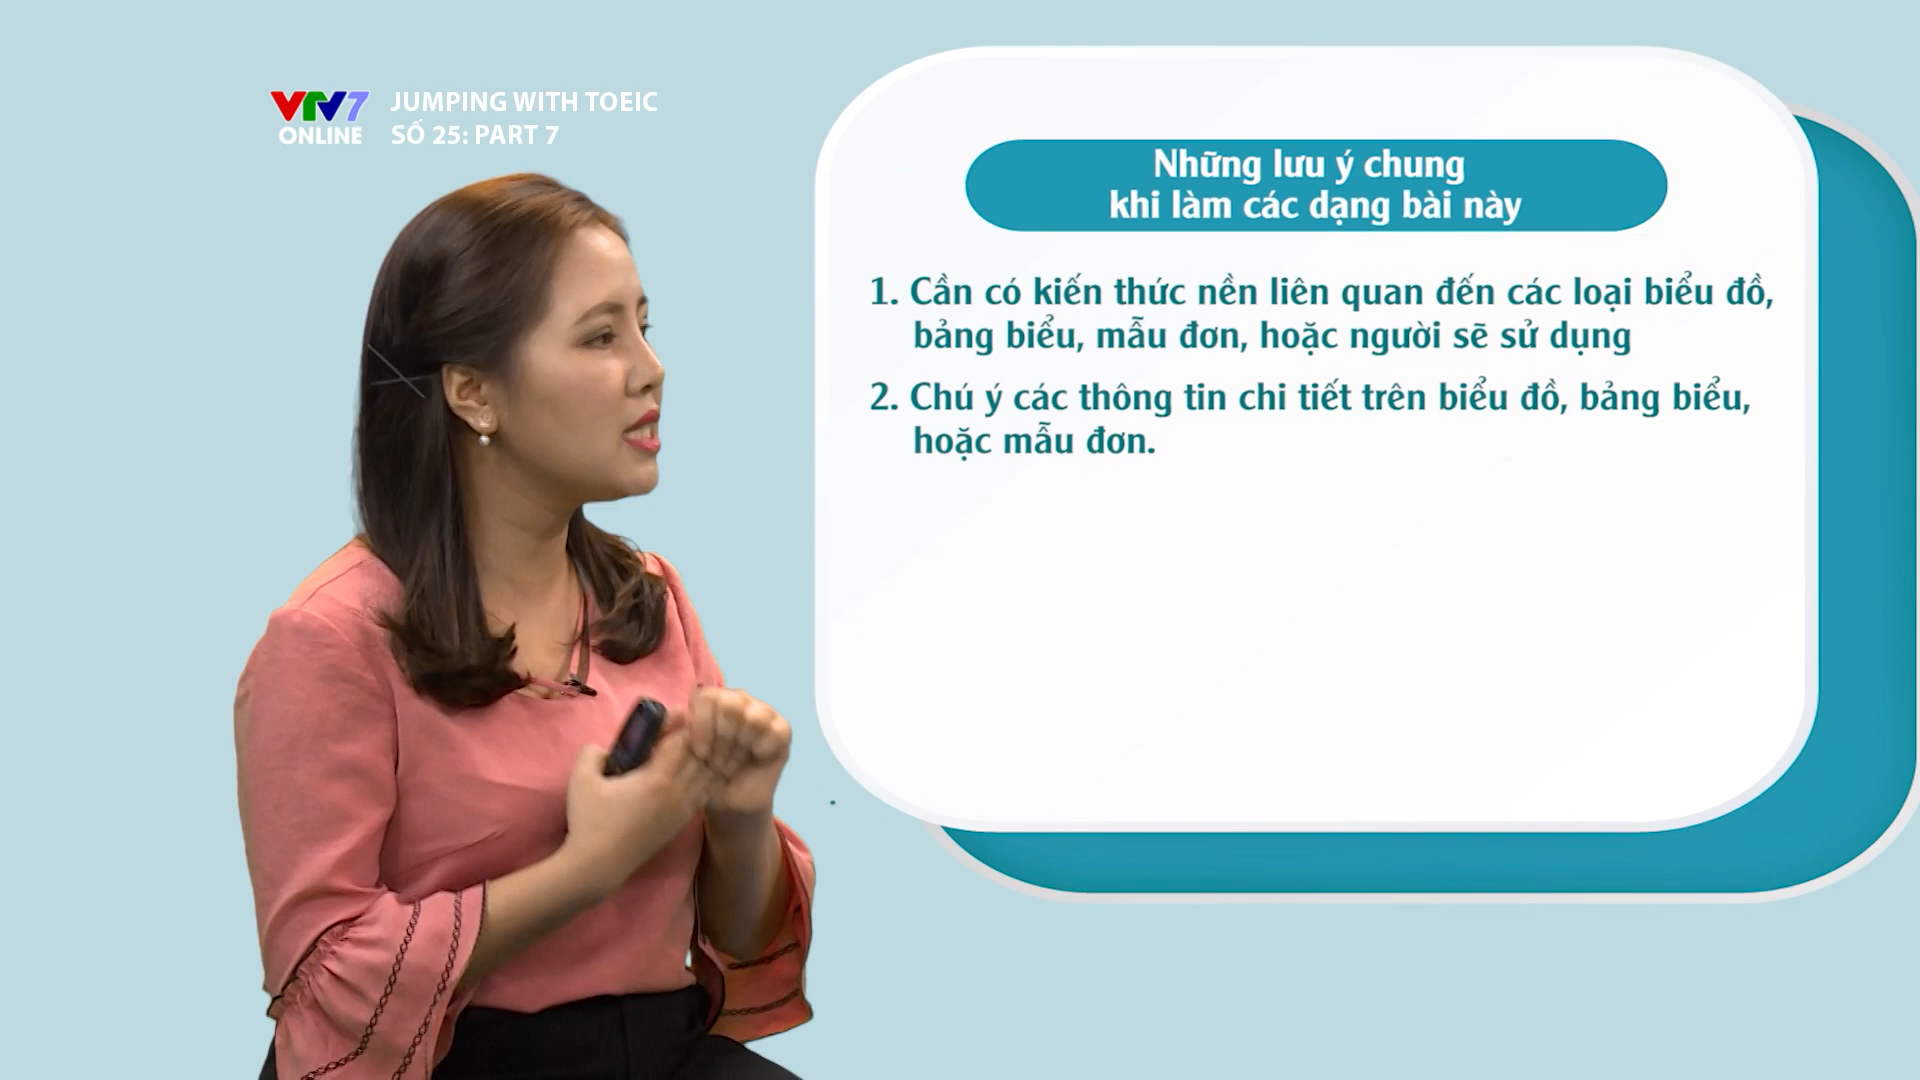 VTV7
ONLINE
JUMPING WITH TOEIC
SỐ 25: PART 7
Những lưu ý chung
khi làm các dạng bài này
1. Cần có kiến thức nền liên quan đến các loại biểu đồ,
bảng biểu, mẫu đơn, hoặc người sẽ sử dụng
2. Chú ý các thông tin chi tiết trên biểu đồ, bảng biểu,
hoặc mẫu đơn.